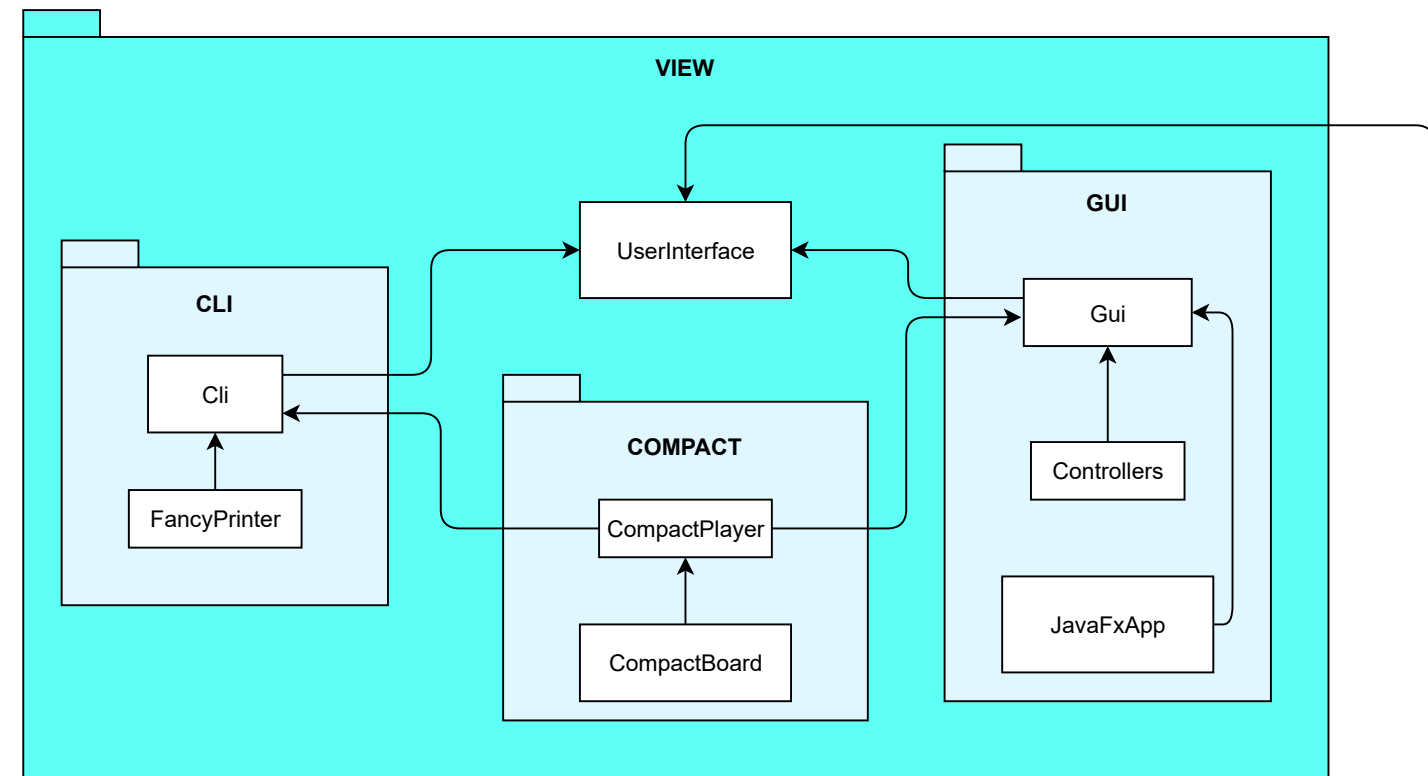 VIEW
UserInterface
GUI
Gui
CLI
Cli
FancyPrinter
COMPACT
CompactPlayer
CompactBoard
Controllers
JavaFxApp